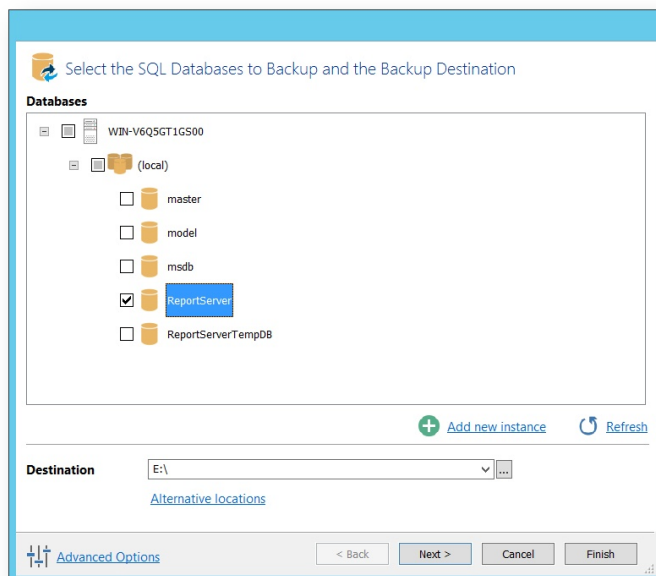 Select the SQL Databases to Backup and the Backup Destination
Databases
WIN-V6Q5GT1GS00
(local)
master
model
msdb
ReportServer
ReportServerTempDB
Add new instance
Refresh
Destination
E:\
...
Alternative locations
Advanced Options
< Back
Next >
Cancel
Finish